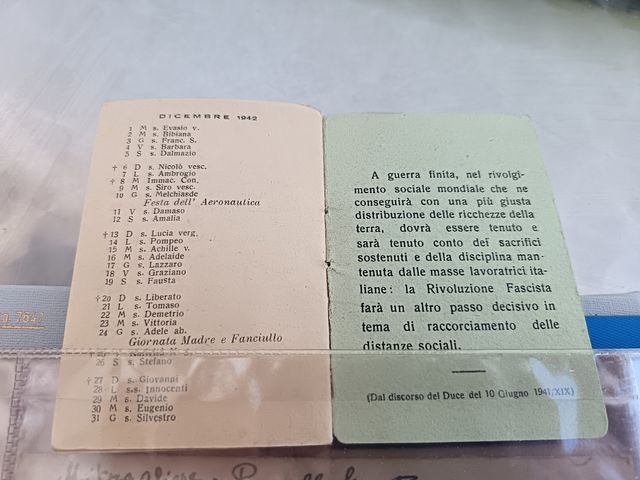 DICEMBRE 1942
1 M s. Evasio v.
2 M s. Bibiana
3 G s. Franc. S.
4 V s. Barbara
5 S s. Dalmazio
† 6 D s. Nicolò vesc.
7 L s. Ambrogio
† 8 M Immac. Con.
9 M s. Siro vesc.
10 G s. Melchiasde
Festa dell' Aeronautica
11 V s. Damaso
12 S s. Amalia
† 13 D s. Lucia verg.
14 L s. Pompeo
15 M s. Achille v.
16 M s. Adelaide
17 G s. Lazzaro
18 V s. Graziano
19 S s. Fausta
† 20 D s. Liberato
21 L s. Tomaso
22 M s. Demetrio
23 M s. Vittoria
24 G s. Adele ab.
Giornata Madre e Fanciullo
26 S s. Stefano
† 27 D s. Giovanni
28 L s.s. Innocenti
29 M s. Davide
30 M s. Eugenio
31 G s. Silvestro
A guerra finita, nel rivolgi-
mento sociale mondiale che ne
conseguirà con una più giusta
distribuzione delle ricchezze della
terra, dovrà essere tenuto e
sarà tenuto conto dei sacrifici
sostenuti e della disciplina man-
tenuta dalle masse lavoratrici ita-
liane: la Rivoluzione Fascista
farà un altro passo decisivo in
tema di raccorciamento delle
distanze sociali.
(Dal discorso del Duce del 10 Giugno 1941/XIX)